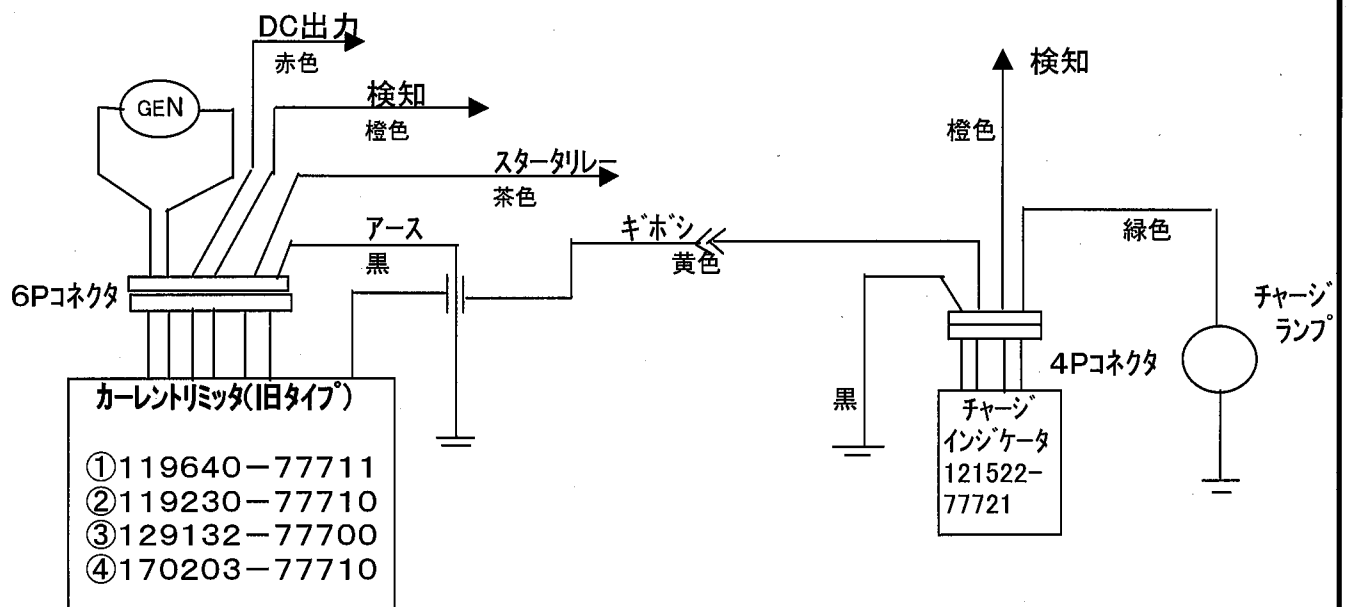 DC出力
赤色
GEN
検知
橙色
スタータリレー
茶色
アース
黒
6Pコネクタ
ギボシ
黄色
検知
橙色
緑色
チャージ
ランプ
4Pコネクタ
黒
カーレントリミッタ(旧タイプ)
①119640-77711
②119230-77710
③129132-77700
④170203-77710
チャージ
インジケータ
121522-
77721